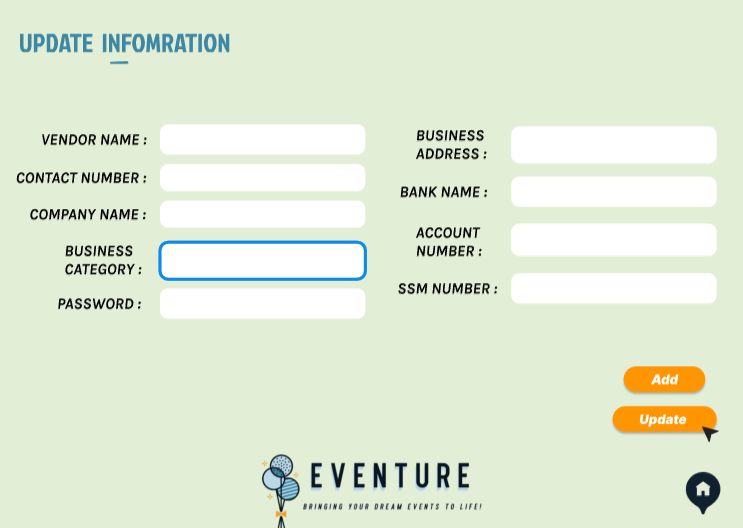 UPDATE INFOMRATION
VENDOR NAME :
CONTACT NUMBER :
COMPANY NAME :
BUSINESS
CATEGORY :
PASSWORD :
BUSINESS
ADDRESS :
BANK NAME :
ACCOUNT
NUMBER :
SSM NUMBER :
Add
Update
EVENTURE
BRINGING YOUR DREAM EVENTS TO LIFE!